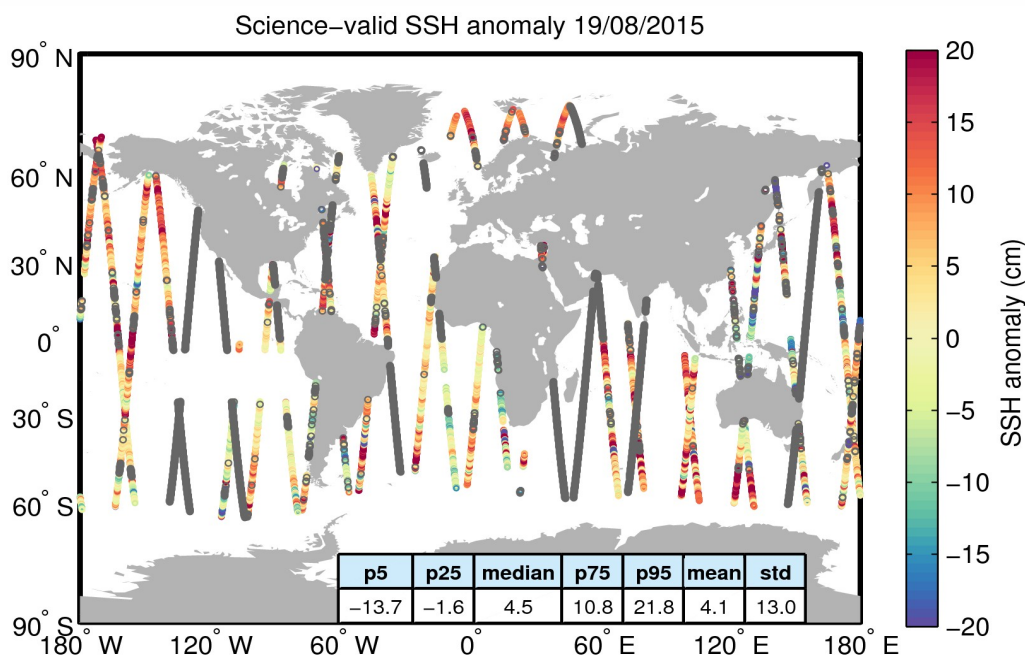 Science−valid SSH anomaly 19/08/2015
90° N
60° N
30° N
0°
30° S
60° S
90° S
180° W
120° W
60° W
0°
60° E
120° E
180° E
p5 p25 median p75 p95 mean std
−13.7 −1.6 4.5 10.8 21.8 4.1 13.0
20
15
10
5
0
−5
−10
−15
−20
SSH anomaly (cm)